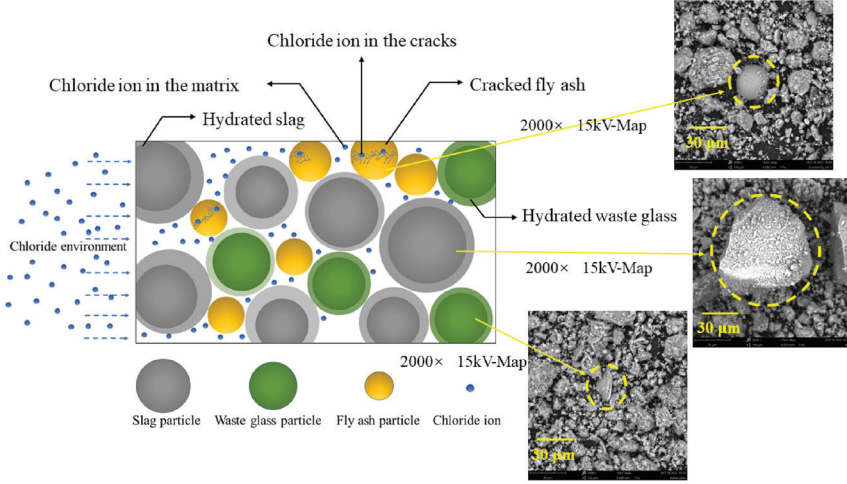 Chloride ion in the cracks
Chloride ion in the matrix
Cracked fly ash
Hydrated slag
2000× 15kV-Map
30 μm
Chloride environment
Hydrated waste glass
2000× 15kV-Map
30 μm
2000× 15kV-Map
30 μm
Slag particle
Waste glass particle
Fly ash particle
Chloride ion